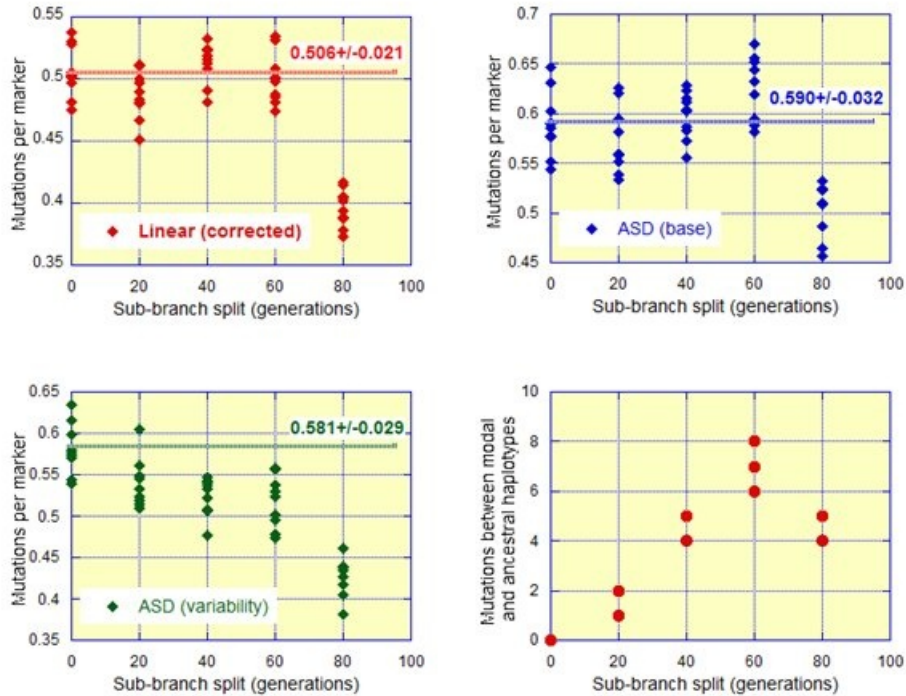 0.55
0.5
0.45
0.4
0.35
Mutations per marker
0.506+/-0.021
Linear (corrected)
0 20 40 60 80 100
Sub-branch split (generations)
0.7
0.65
0.6
0.55
0.5
0.45
Mutations per marker
0.590+/-0.032
ASD (base)
0 20 40 60 80 100
Sub-branch split (generations)
0.65
0.6
0.55
0.5
0.45
0.4
0.35
Mutations per marker
0.581+/-0.029
ASD (variability)
0 20 40 60 80 100
Sub-branch split (generations)
10
8
6
4
2
0
Mutations between modal
and ancestral haplotypes
0 20 40 60 80 100
Sub-branch split (generations)